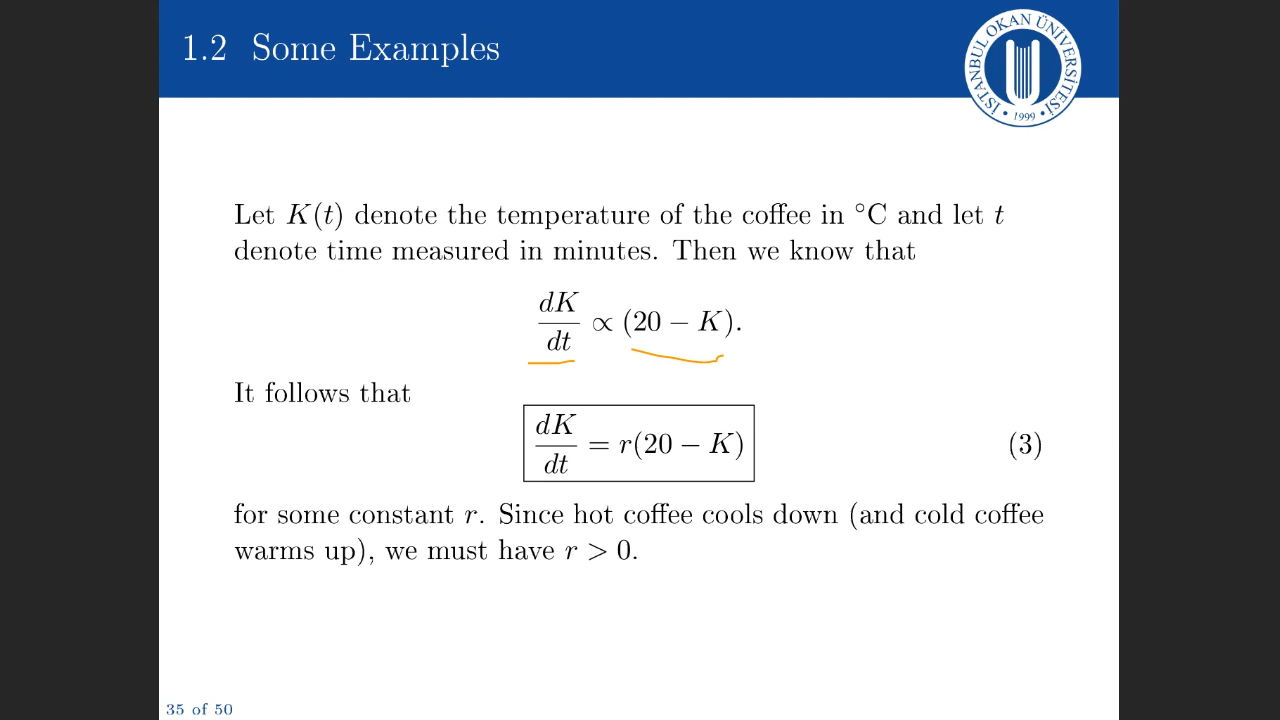 1.2 Some Examples
İSTANBUL OKAN ÜNİVERSİTESİ
• 1999 •
Let K(t) denote the temperature of the coffee in °C and let t
denote time measured in minutes. Then we know that
dK/dt ∝ (20 − K).
It follows that
dK/dt = r(20 − K) (3)
for some constant r. Since hot coffee cools down (and cold coffee
warms up), we must have r > 0.
35 of 50